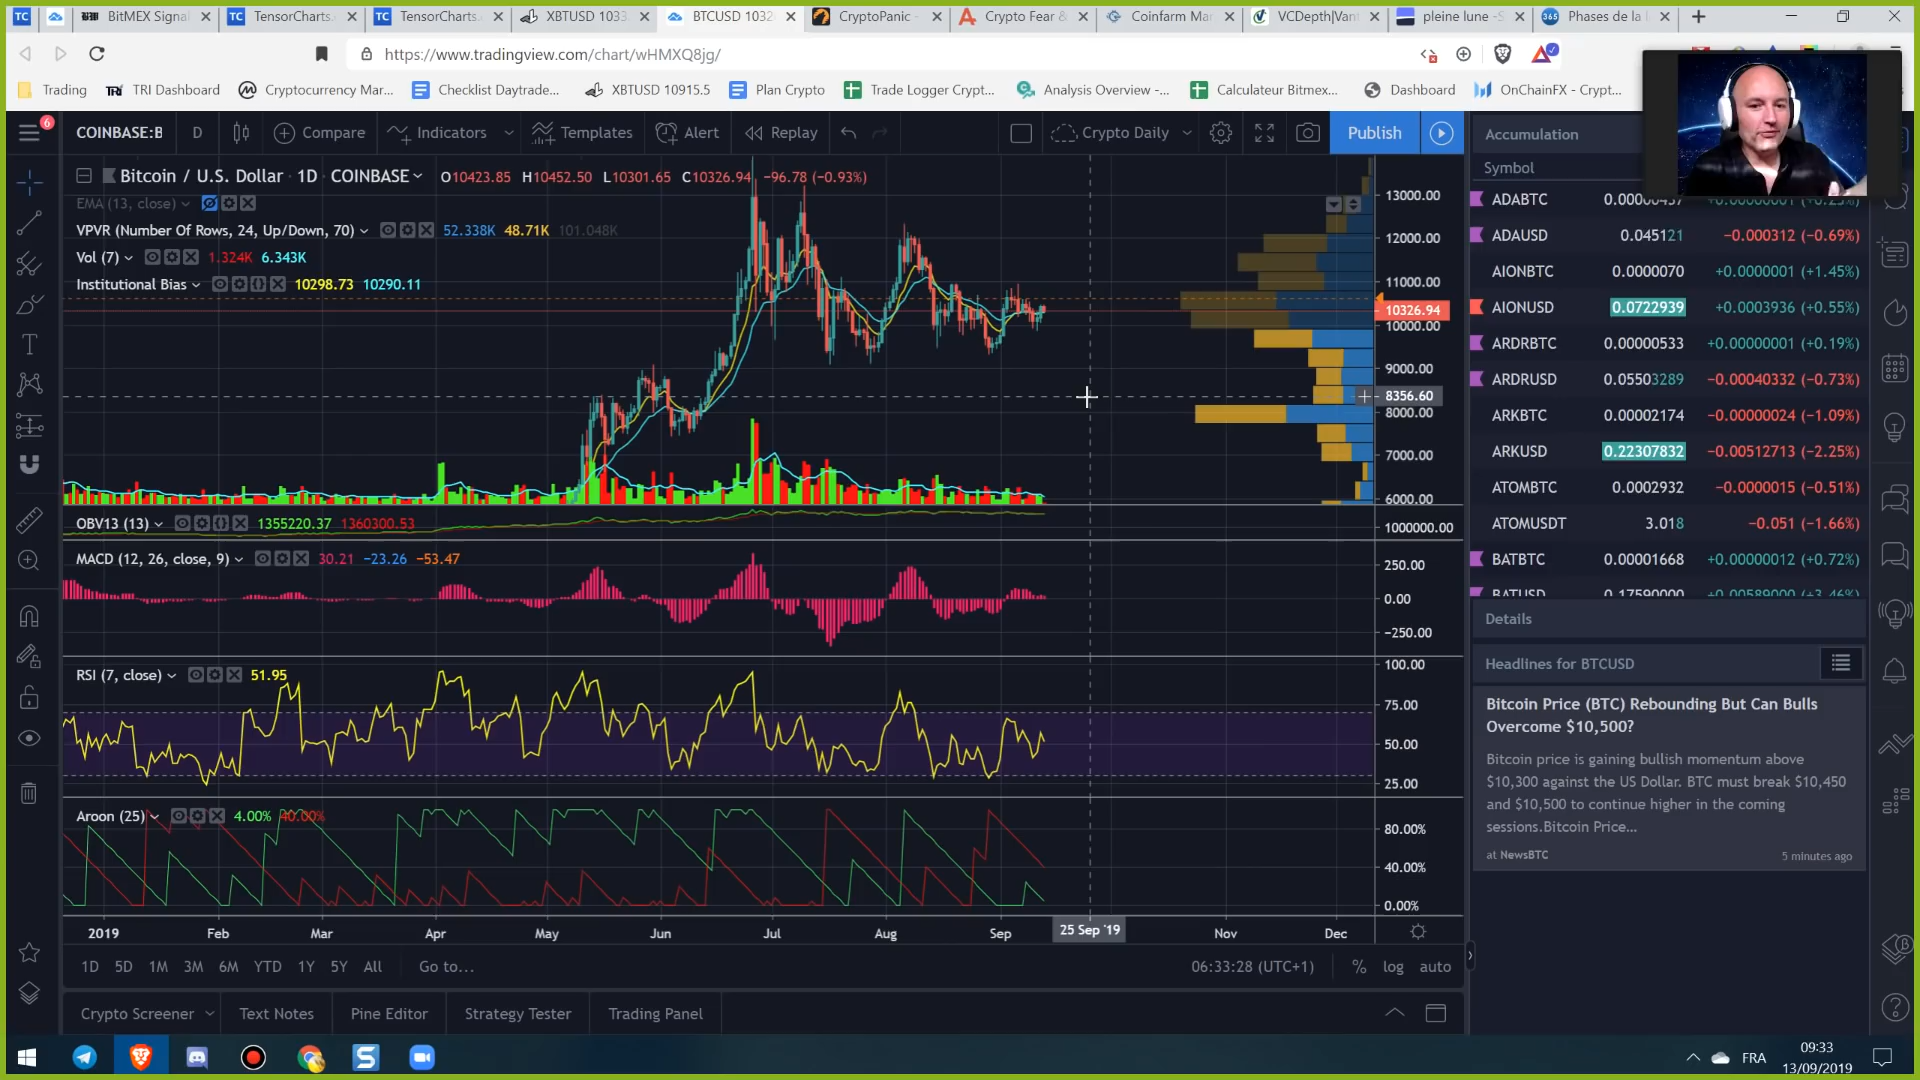 BitMEX Signal
TensorCharts.
TensorCharts.
XBTUSD 1033
BTCUSD 1032
CryptoPanic -
Crypto Fear &
Coinfarm Ma
VCDepth|Vant
pleine lune -S
Phases de la
https://www.tradingview.com/chart/wHMXQ8jg/
Trading
TRI Dashboard
Cryptocurrency Mar...
Checklist Daytrade...
XBTUSD 10915.5
Plan Crypto
Trade Logger Crypt...
Analysis Overview -...
Calculateur Bitmex...
Dashboard
OnChainFX - Crypt...
6
COINBASE:B
D
Compare
Indicators
Templates
Alert
Replay
Crypto Daily
Publish
Bitcoin / U.S. Dollar · 1D · COINBASE
O10423.85 H10452.50 L10301.65 C10326.94 −96.78 (−0.93%)
EMA (13, close)
VPVR (Number Of Rows, 24, Up/Down, 70) 52.338K 48.71K 101.048K
Vol (7) 1.324K 6.343K
Institutional Bias 10298.73 10290.11
13000.00
12000.00
11000.00
10326.94
10000.00
9000.00
8356.60
8000.00
7000.00
6000.00
OBV13 (13) 1355220.37 1360300.53
1000000.00
MACD (12, 26, close, 9) 30.21 −23.26 −53.47
250.00
0.00
−250.00
RSI (7, close) 51.95
100.00
75.00
50.00
25.00
Aroon (25) 4.00% 40.00%
80.00%
40.00%
0.00%
2019 Feb Mar Apr May Jun Jul Aug Sep 25 Sep '19 Nov Dec
1D 5D 1M 3M 6M YTD 1Y 5Y All Go to...
06:33:28 (UTC+1) % log auto
Crypto Screener Text Notes Pine Editor Strategy Tester Trading Panel
Accumulation
Symbol
ADABTC
ADAUSD 0.045121 −0.000312 (−0.69%)
AIONBTC 0.0000070 +0.0000001 (+1.45%)
AIONUSD 0.0722939 +0.0003936 (+0.55%)
ARDRBTC 0.00000533 +0.00000001 (+0.19%)
ARDRUSD 0.05503289 −0.00040332 (−0.73%)
ARKBTC 0.00002174 −0.00000024 (−1.09%)
ARKUSD 0.22307832 −0.00512713 (−2.25%)
ATOMBTC 0.0002932 −0.0000015 (−0.51%)
ATOMUSDT 3.018 −0.051 (−1.66%)
BATBTC 0.00001668 +0.00000012 (+0.72%)
BATUSD 0.17590000 +0.00589000 (+3.46%)
Details
Headlines for BTCUSD
Bitcoin Price (BTC) Rebounding But Can Bulls
Overcome $10,500?
Bitcoin price is gaining bullish momentum above
$10,300 against the US Dollar. BTC must break $10,450
and $10,500 to continue higher in the coming
sessions.Bitcoin Price...
at NewsBTC
5 minutes ago
FRA
09:33
13/09/2019